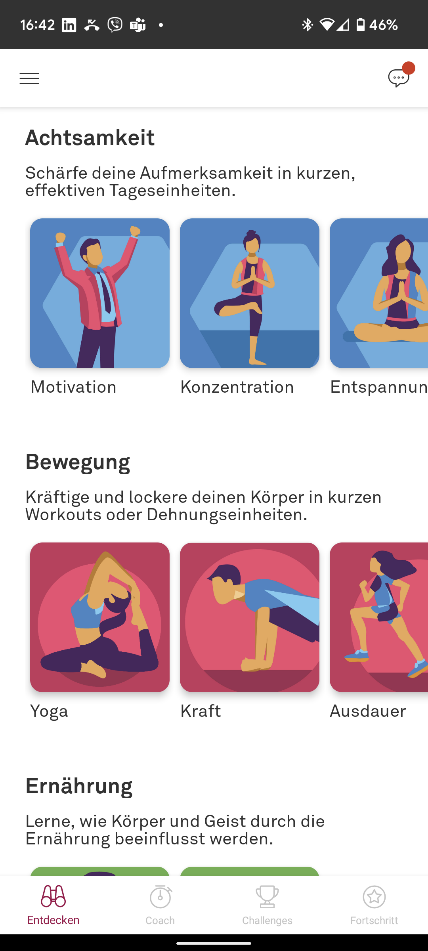 16:42
46%
Achtsamkeit
Schärfe deine Aufmerksamkeit in kurzen,
effektiven Tageseinheiten.
Motivation Konzentration Entspannun
Bewegung
Kräftige und lockere deinen Körper in kurzen
Workouts oder Dehnungseinheiten.
Yoga Kraft Ausdauer
Ernährung
Lerne, wie Körper und Geist durch die
Ernährung beeinflusst werden.
Entdecken Coach Challenges Fortschritt